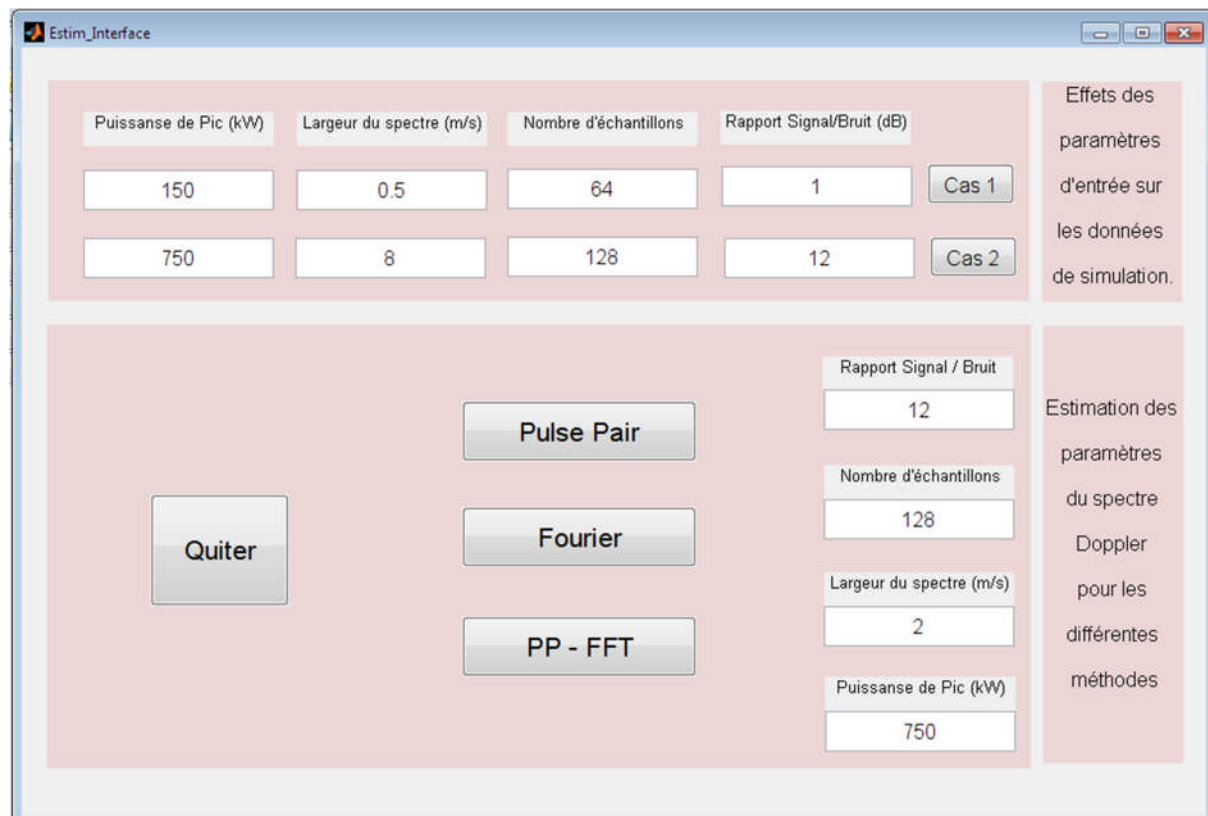 Estim_Interface
Puissanse de Pic (kW)
Largeur du spectre (m/s)
Nombre d'échantillons
Rapport Signal/Bruit (dB)
150
0.5
64
1
Cas 1
750
8
128
12
Cas 2
Effets des
paramètres
d'entrée sur
les données
de simulation.
Quiter
Pulse Pair
Fourier
PP - FFT
Rapport Signal / Bruit
12
Nombre d'échantillons
128
Largeur du spectre (m/s)
2
Puissanse de Pic (kW)
750
Estimation des
paramètres
du spectre
Doppler
pour les
différentes
méthodes